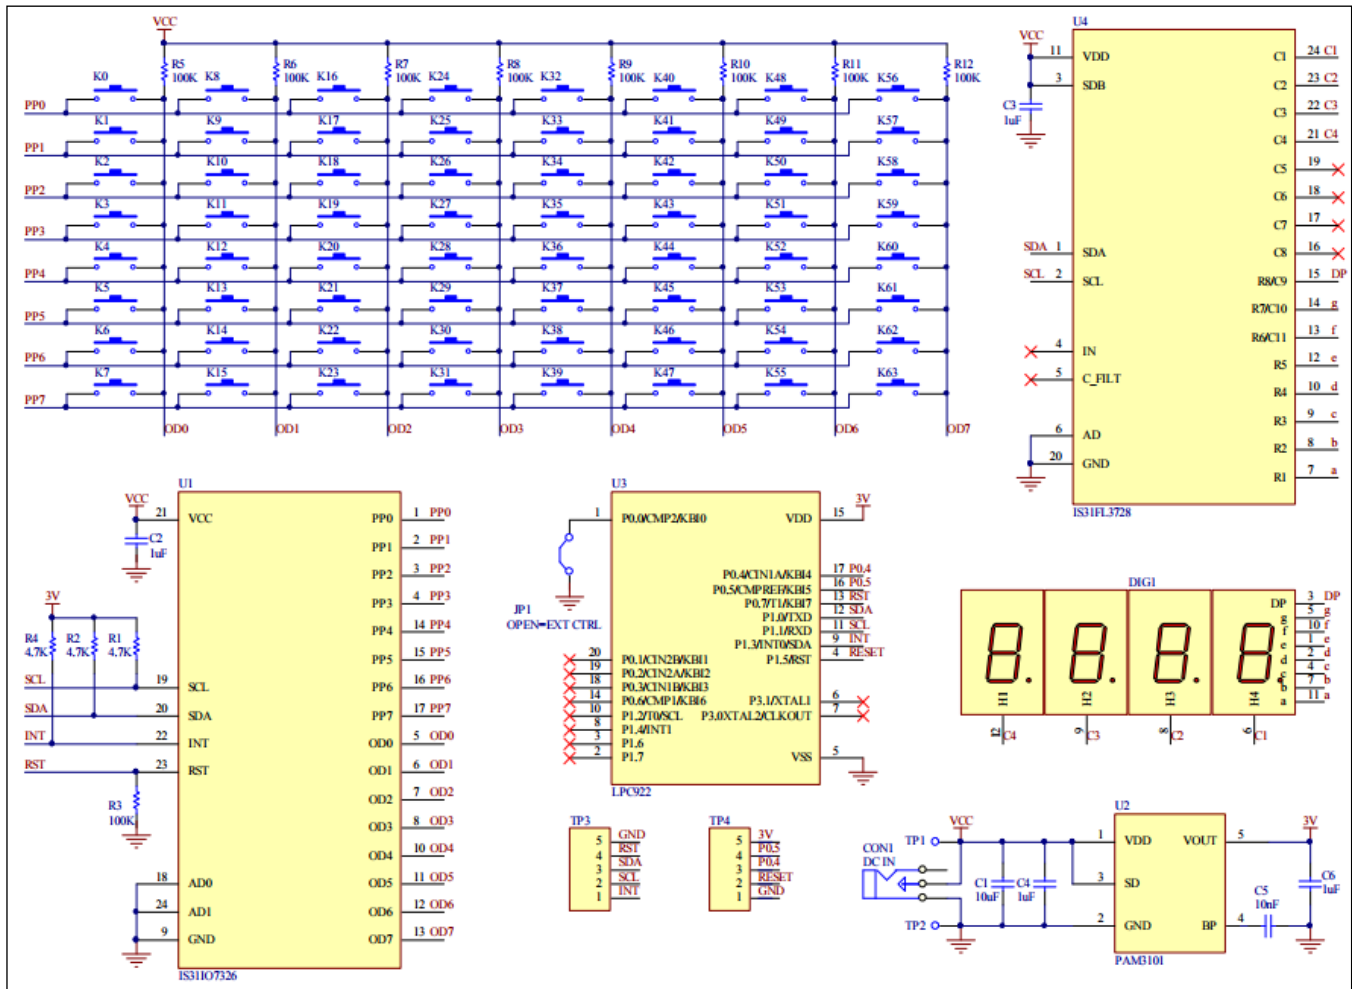 VCC
R5
100K
R6
100K
R7
100K
R8
100K
R9
100K
R10
100K
R11
100K
R12
100K
K0 K8 K16 K24 K32 K40 K48 K56
PP0
K1 K9 K17 K25 K33 K41 K49 K57
PP1
K2 K10 K18 K26 K34 K42 K50 K58
PP2
K3 K11 K19 K27 K35 K43 K51 K59
PP3
K4 K12 K20 K28 K36 K44 K52 K60
PP4
K5 K13 K21 K29 K37 K45 K53 K61
PP5
K6 K14 K22 K30 K38 K46 K54 K62
PP6
K7 K15 K23 K31 K39 K47 K55 K63
PP7
OD0 OD1 OD2 OD3 OD4 OD5 OD6 OD7
U4
VCC
C3
1uF
11 VDD
3 SDB
SDA 1 SDA
SCL 2 SCL
4 IN
5 C_FILT
6 AD
20 GND
C1 24 C1
C2 23 C2
C3 22 C3
C4 21 C4
C5 19
C6 18
C7 17
C8 16
R8/C9 15 DP
R7/C10 14 g
R6/C11 13 f
R5 12 e
R4 10 d
R3 9 c
R2 8 b
R1 7 a
IS31FL3728
U1
VCC
C2
1uF
3V
R4
4.7K
R2
4.7K
R1
4.7K
21 VCC
SCL 19 SCL
SDA 20 SDA
INT 22 INT
RST 23 RST
R3
100K
18 AD0
24 AD1
9 GND
PP0 1 PP0
PP1 2 PP1
PP2 3 PP2
PP3 4 PP3
PP4 14 PP4
PP5 15 PP5
PP6 16 PP6
PP7 17 PP7
OD0 5 OD0
OD1 6 OD1
OD2 7 OD2
OD3 8 OD3
OD4 10 OD4
OD5 11 OD5
OD6 12 OD6
OD7 13 OD7
IS31IO7326
U3
1 P0.0/CMP2/KBI0
JP1
OPEN=EXT CTRL
20 P0.1/CIN2B/KBI1
19 P0.2/CIN2A/KBI2
18 P0.3/CIN1B/KBI3
14 P0.6/CMP1/KBI6
10 P1.2/T0/SCL
8 P1.4/INT1
3 P1.6
2 P1.7
VDD 15 3V
P0.4/CIN1A/KBI4 17 P0.4
P0.5/CMPREF/KBI5 16 P0.5
P0.7/T1/KBI7 13 RST
P1.0/TXD 12 SDA
P1.1/RXD 11 SCL
P1.3/INT0/SDA 9 INT
P1.5/RST 4 RESET
P3.1/XTAL1 6
P3.0XTAL2/CLKOUT 7
VSS 5
LPC922
DIG1
DP 3 DP
g 5 g
f 10 f
e 1 e
d 2 d
c 4 c
b 7 b
a 11 a
H1 H2 H3 H4
12 C4
9 C3
8 C2
6 C1
TP3
5 GND
4 RST
3 SDA
2 SCL
1 INT
TP4
5 3V
4 P0.5
3 P0.4
2 RESET
1 GND
TP1
VCC
CON1
DC IN
TP2
C1
10uF
C4
1uF
U2
1 VDD
3 SD
2 GND
VOUT 5
BP 4
PAM3101
C5
10nF
3V
C6
1uF